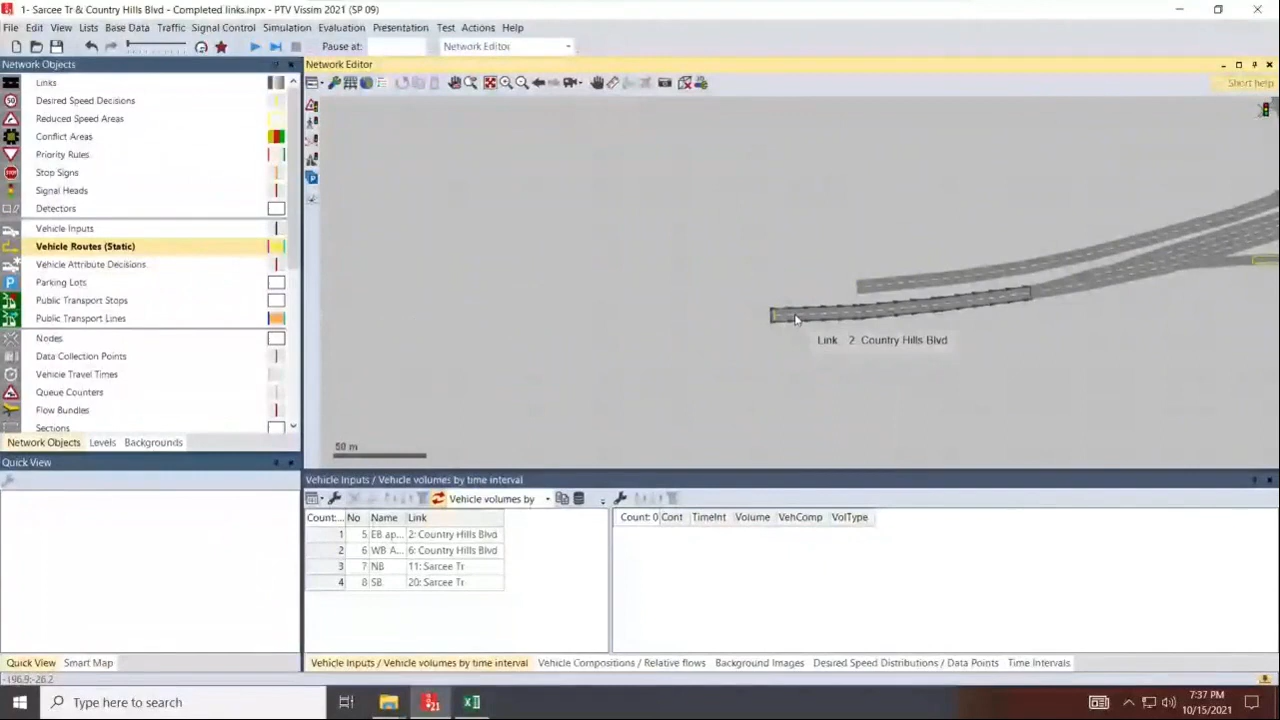 1- Sarcee Tr & Country Hills Blvd - Completed links.inpx - PTV Vissim 2021 (SP 09)
File Edit View Lists Base Data Traffic Signal Control Simulation Evaluation Presentation Test Actions Help
Pause at: Network Editor
Network Objects
Network Editor
Short help
Links
Desired Speed Decisions
Reduced Speed Areas
Conflict Areas
Priority Rules
Stop Signs
Signal Heads
Detectors
Vehicle Inputs
Vehicle Routes (Static)
Vehicle Attribute Decisions
Parking Lots
Public Transport Stops
Public Transport Lines
Nodes
Data Collection Points
Vehicle Travel Times
Queue Counters
Flow Bundles
Sections
Link 2 Country Hills Blvd
50 m
Network Objects Levels Backgrounds
Quick View
Vehicle Inputs / Vehicle volumes by time interval
Vehicle volumes by
Count:... No Name Link
1 5 EB ap... 2: Country Hills Blvd
2 6 WB A... 6: Country Hills Blvd
3 7 NB 11: Sarcee Tr
4 8 SB 20: Sarcee Tr
Count: 0 Cont TimeInt Volume VehComp VolType
Quick View Smart Map
Vehicle Inputs / Vehicle volumes by time interval Vehicle Compositions / Relative flows Background Images Desired Speed Distributions / Data Points Time Intervals
-196.9:-26.2
Type here to search
7:37 PM
10/15/2021